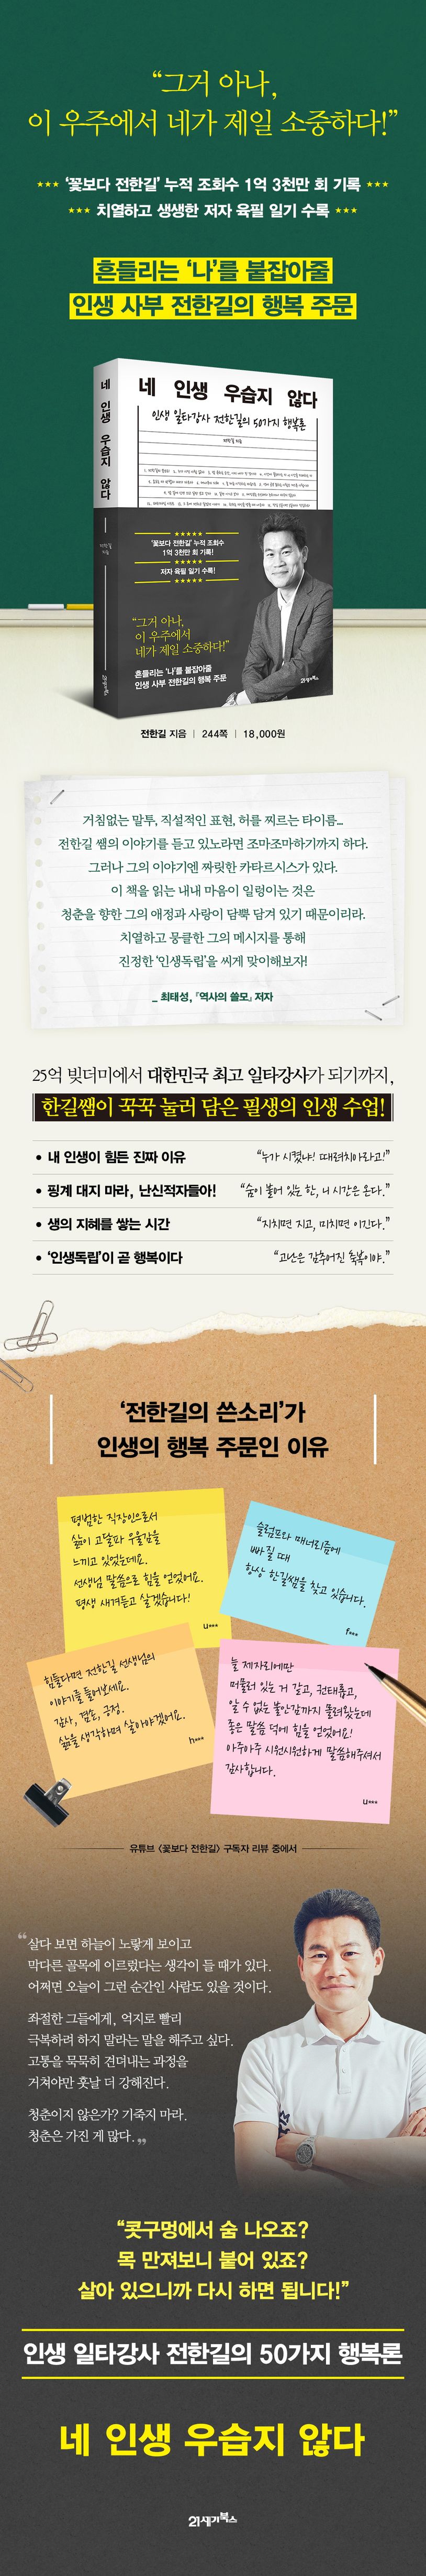 “그거 아나,
이 우주에서 네가 제일 소중하다!”
‘꽃보다 전한길’ 누적 조회수 1억 3천만 회 기록
치열하고 생생한 저자 육필 일기 수록
흔들리는 ‘나’를 붙잡아줄
인생 사부 전한길의 행복 주문
네 인생 우습지 않다
전한길 지음
21세기북스
네 인생 우습지 않다
인생 일타강사 전한길의 50가지 행복론
전한길 지음
‘꽃보다 전한길’ 누적 조회수
1억 3천만 회 기록!
저자 육필 일기 수록!
“그거 아나,
이 우주에서
네가 제일 소중하다!”
흔들리는 ‘나’를 붙잡아줄
인생 사부 전한길의 행복 주문
21세기북스
전한길 지음 | 244쪽 | 18,000원
거침없는 말투, 직설적인 표현, 허를 찌르는 타이름...
전한길 쌤의 이야기를 듣고 있노라면 조마조마하기까지 하다.
그러나 그의 이야기엔 짜릿한 카타르시스가 있다.
이 책을 읽는 내내 마음이 일렁이는 것은
청춘을 향한 그의 애정과 사랑이 담뿍 담겨 있기 때문이리라.
치열하고 뭉클한 그의 메시지를 통해
진정한 ‘인생독립’을 씨게 맞이해보자!
_ 최태성, 『역사의 쓸모』 저자
25억 빚더미에서 대한민국 최고 일타강사가 되기까지,
한길쌤이 꾹꾹 눌러 담은 필생의 인생 수업!
• 내 인생이 힘든 진짜 이유 “누가 시켰냐! 때려치아라고!”
• 핑계 대지 마라, 난신적자들아! “숨이 붙어 있는 한, 니 시간은 온다.”
• 생의 지혜를 쌓는 시간 “지치면 지고, 미치면 이긴다.”
• ‘인생독립’이 곧 행복이다 “고난은 감추어진 축복이야.”
‘전한길의 쓴소리’가
인생의 행복 주문인 이유
평범한 직장인으로서
삶이 고달파 우울감을
느끼고 있었는데요.
선생님 말씀으로 힘을 얻었어요.
평생 새겨듣고 살겠습니다!
u***
슬럼프와 매너리즘에
빠질 때
항상 한길쌤을 찾고 있습니다.
f***
힘들다면 전한길 선생님의
이야기를 들어보세요.
감사, 겸손, 긍정.
삶을 생각하며 살아야겠어요.
h***
늘 제자리에만
머물러 있는 거 같고, 권태롭고,
알 수 없는 불안감까지 몰려왔는데
좋은 말씀 덕에 힘을 얻었어요!
아주아주 시원시원하게 말씀해주셔서
감사합니다.
u***
유튜브 〈꽃보다 전한길〉 구독자 리뷰 중에서
“살다 보면 하늘이 노랗게 보이고
막다른 골목에 이르렀다는 생각이 들 때가 있다.
어쩌면 오늘이 그런 순간인 사람도 있을 것이다.
좌절한 그들에게, 억지로 빨리
극복하려 하지 말라는 말을 해주고 싶다.
고통을 묵묵히 견뎌내는 과정을
거쳐야만 훗날 더 강해진다.
청춘이지 않은가? 기죽지 마라.
청춘은 가진 게 많다.”
“콧구멍에서 숨 나오죠?
목 만져보니 붙어 있죠?
살아 있으니까 다시 하면 됩니다!”
인생 일타강사 전한길의 50가지 행복론
네 인생 우습지 않다
21세기북스